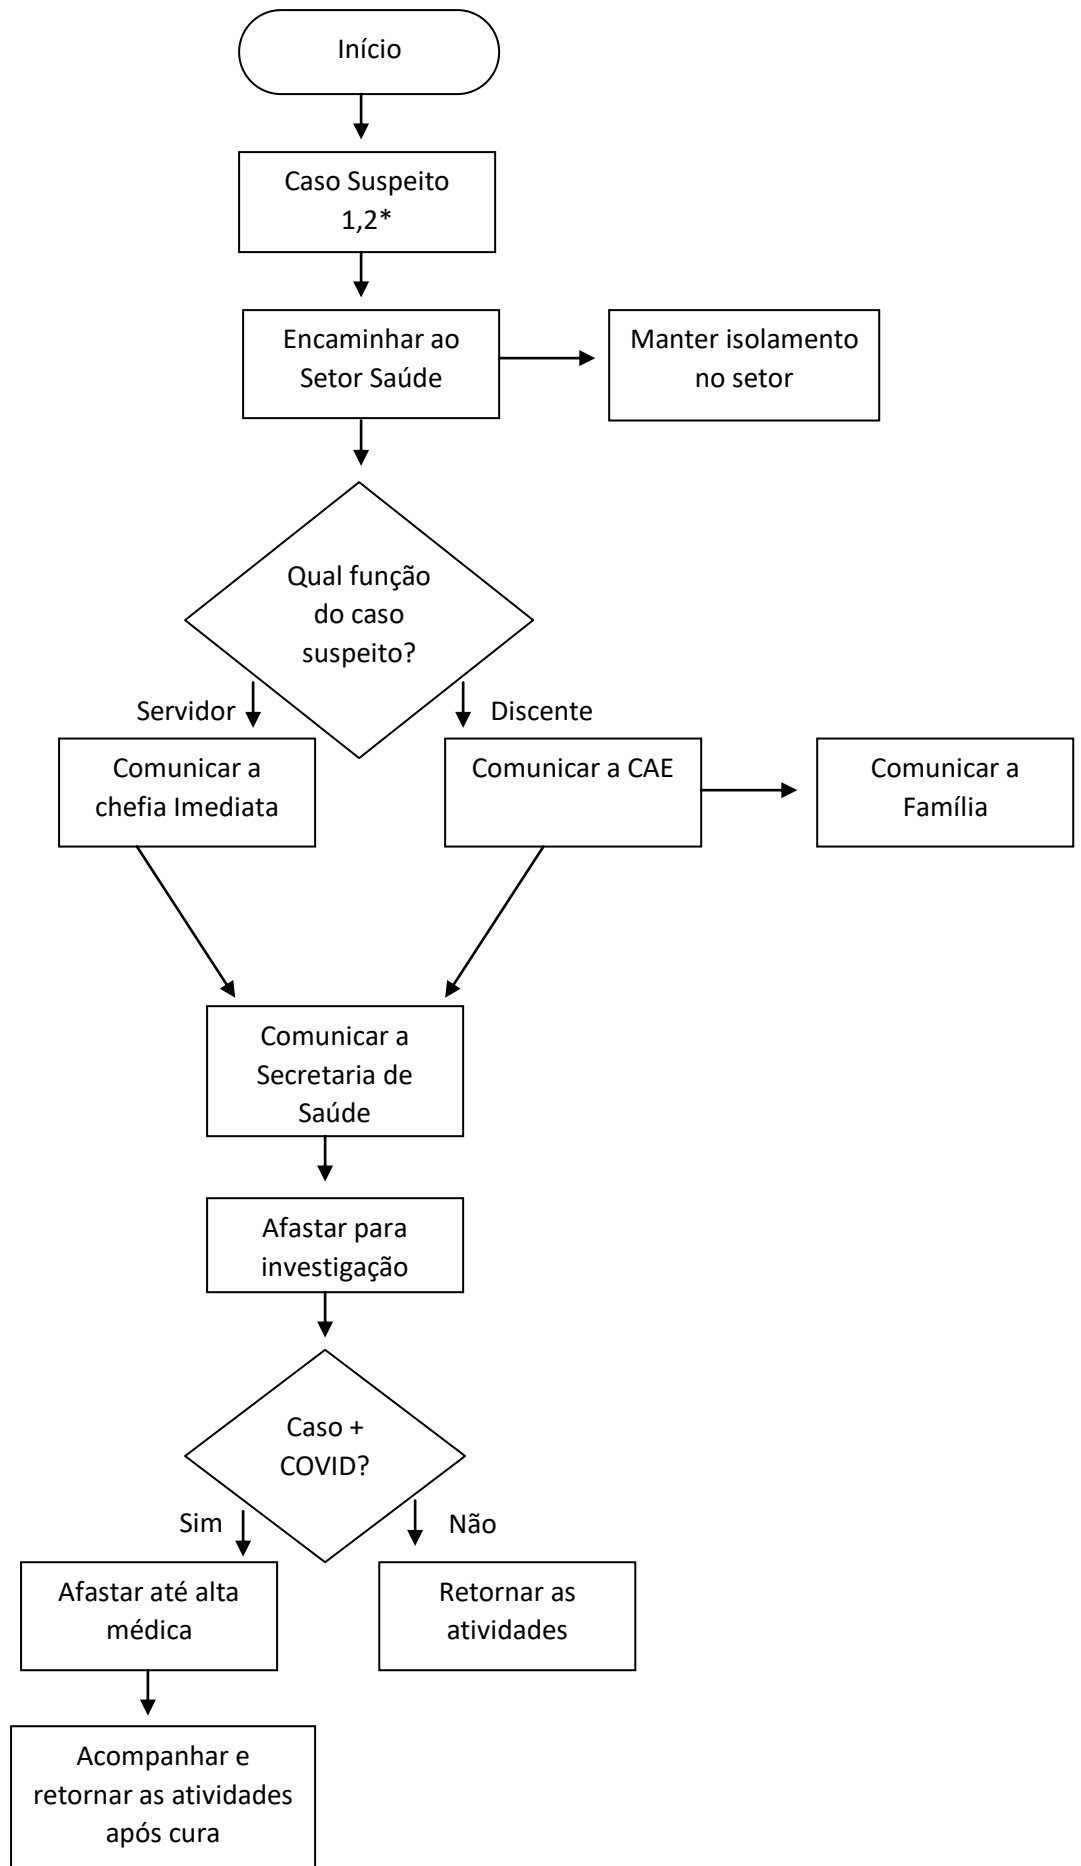 Início
Caso Suspeito
1,2*
Encaminhar ao
Setor Saúde
Manter isolamento
no setor
Qual função
do caso
suspeito?
Servidor
Discente
Comunicar a
chefia Imediata
Comunicar a CAE
Comunicar a
Família
Comunicar a
Secretaria de
Saúde
Afastar para
investigação
Caso +
COVID?
Sim
Não
Afastar até alta
médica
Retornar as
atividades
Acompanhar e
retornar as atividades
após cura